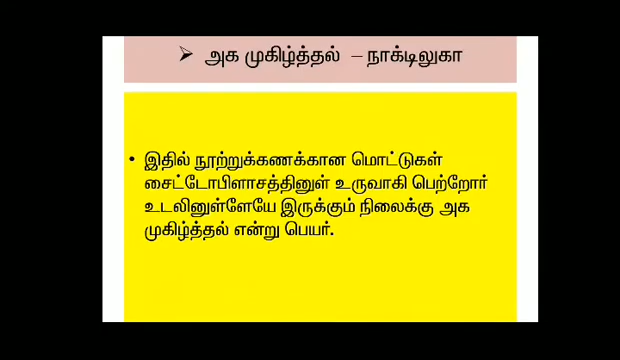 ➢ அக முகிழ்த்தல் – நாக்டிலுகா
• இதில் நூற்றுக்கணக்கான மொட்டுகள்
சைட்டோபிளாசத்தினுள் உருவாகி பெற்றோர்
உடலினுள்ளேயே இருக்கும் நிலைக்கு அக
முகிழ்த்தல் என்று பெயர்.